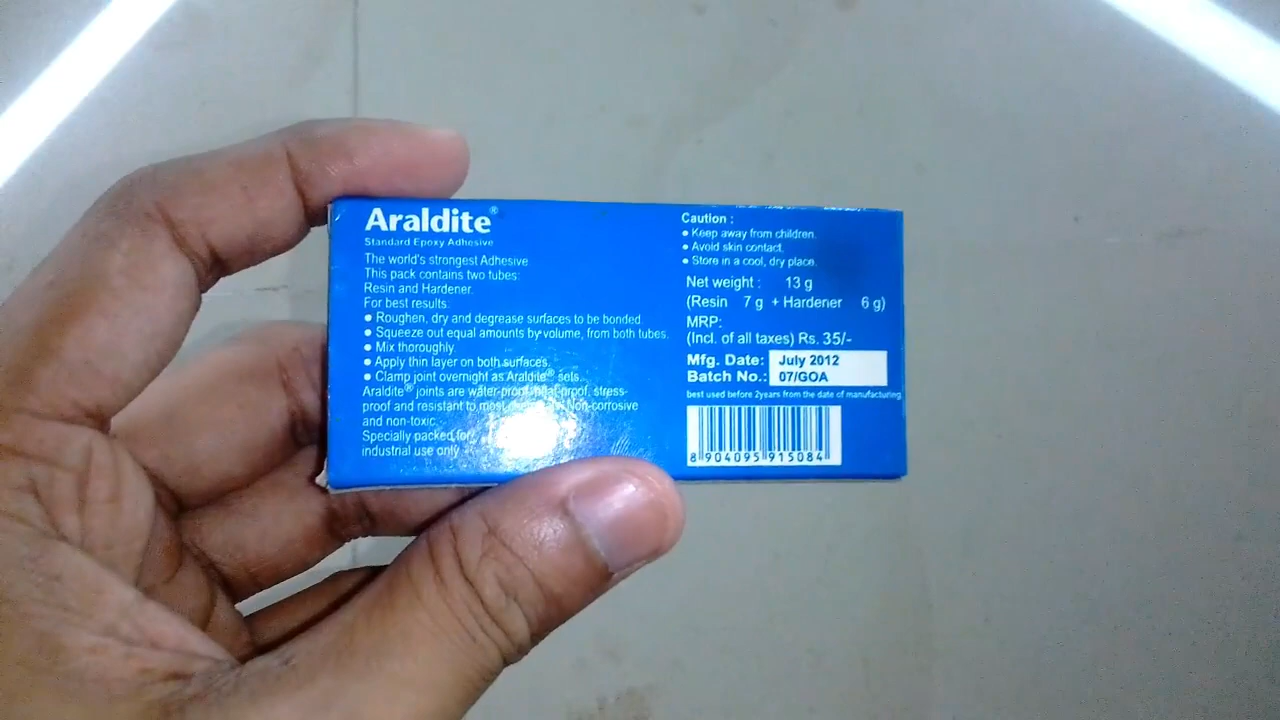 Araldite®
Standard Epoxy Adhesive
The world's strongest Adhesive
This pack contains two tubes:
Resin and Hardener.
For best results:
• Roughen, dry and degrease surfaces to be bonded.
• Squeeze out equal amounts by volume, from both tubes.
• Mix thoroughly.
• Apply thin layer on both surfaces.
• Clamp joint overnight as Araldite® sets.
Araldite® joints are water-proof, heat-proof, stress-
proof and resistant to most Non-corrosive
and non-toxic.
Specially packed for
industrial use only
Caution :
• Keep away from children.
• Avoid skin contact.
• Store in a cool, dry place.
Net weight : 13 g
(Resin 7 g + Hardener 6 g)
MRP:
(Incl. of all taxes) Rs. 35/-
Mfg. Date: July 2012
Batch No.: 07/GOA
best used before 2years from the date of manufacturing
8 904095 915084